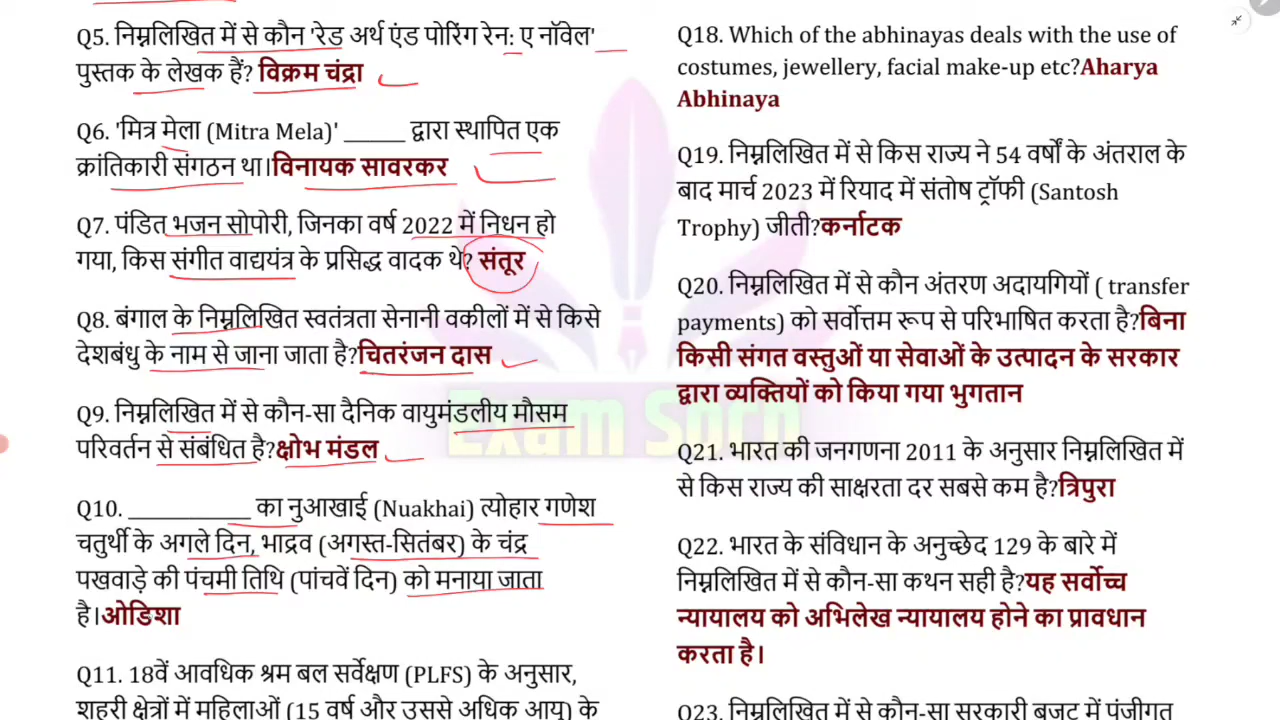 Q5. निम्नलिखित में से कौन 'रेड अर्थ एंड पोरिंग रेन: ए नॉवेल'
पुस्तक के लेखक हैं? विक्रम चंद्रा
Q6. 'मित्र मेला (Mitra Mela)' ______ द्वारा स्थापित एक
क्रांतिकारी संगठन था।विनायक सावरकर
Q7. पंडित भजन सोपोरी, जिनका वर्ष 2022 में निधन हो
गया, किस संगीत वाद्ययंत्र के प्रसिद्ध वादक थे? संतूर
Q8. बंगाल के निम्नलिखित स्वतंत्रता सेनानी वकीलों में से किसे
देशबंधु के नाम से जाना जाता है?चितरंजन दास
Q9. निम्नलिखित में से कौन-सा दैनिक वायुमंडलीय मौसम
परिवर्तन से संबंधित है?क्षोभ मंडल
Q10. ____________ का नुआखाई (Nuakhai) त्योहार गणेश
चतुर्थी के अगले दिन, भाद्रव (अगस्त-सितंबर) के चंद्र
पखवाड़े की पंचमी तिथि (पांचवें दिन) को मनाया जाता
है।ओडिशा
Q11. 18वें आवधिक श्रम बल सर्वेक्षण (PLFS) के अनुसार,
शहरी क्षेत्रों में महिलाओं (15 वर्ष और उससे अधिक आयु) के
Q18. Which of the abhinayas deals with the use of
costumes, jewellery, facial make-up etc?Aharya
Abhinaya
Q19. निम्नलिखित में से किस राज्य ने 54 वर्षों के अंतराल के
बाद मार्च 2023 में रियाद में संतोष ट्रॉफी (Santosh
Trophy) जीती?कर्नाटक
Q20. निम्नलिखित में से कौन अंतरण अदायगियों ( transfer
payments) को सर्वोत्तम रूप से परिभाषित करता है?बिना
किसी संगत वस्तुओं या सेवाओं के उत्पादन के सरकार
द्वारा व्यक्तियों को किया गया भुगतान
Q21. भारत की जनगणना 2011 के अनुसार निम्नलिखित में
से किस राज्य की साक्षरता दर सबसे कम है?त्रिपुरा
Q22. भारत के संविधान के अनुच्छेद 129 के बारे में
निम्नलिखित में से कौन-सा कथन सही है?यह सर्वोच्च
न्यायालय को अभिलेख न्यायालय होने का प्रावधान
करता है।
Q23. निम्नलिखित में से कौन-सा सरकारी बजट में पूंजीगत
Exam